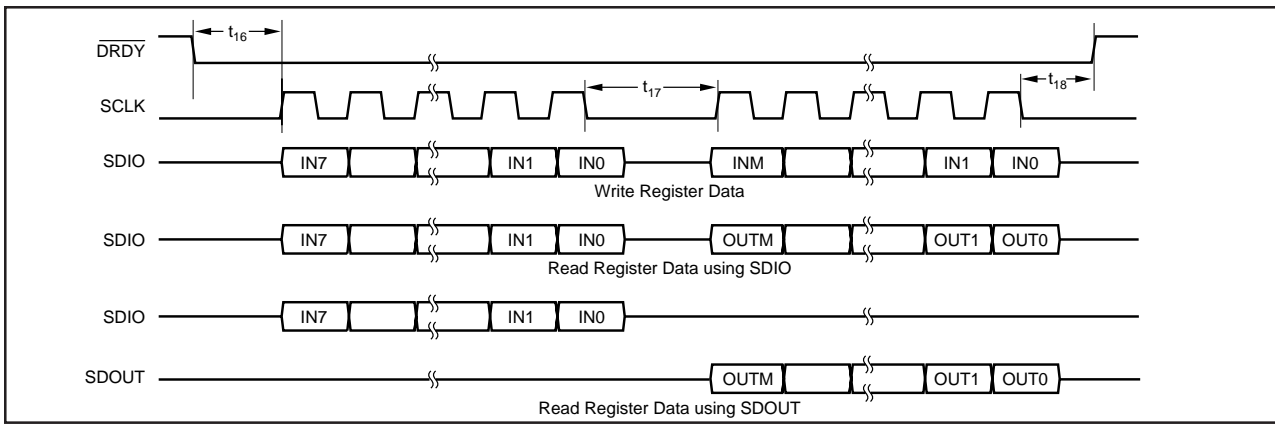 DRDY
t16
SCLK
t17
t18
SDIO IN7 IN1 IN0 INM IN1 IN0
Write Register Data
SDIO IN7 IN1 IN0 OUTM OUT1 OUT0
Read Register Data using SDIO
SDIO IN7 IN1 IN0
SDOUT OUTM OUT1 OUT0
Read Register Data using SDOUT